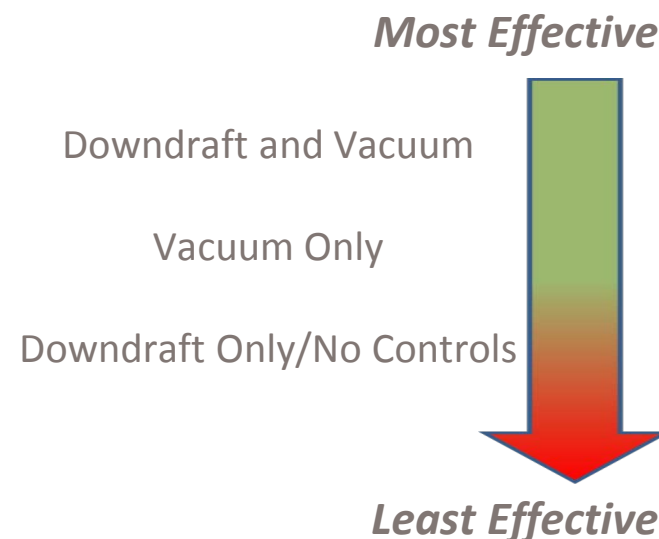 Most Effective
Downdraft and Vacuum
Vacuum Only
Downdraft Only/No Controls
Least Effective